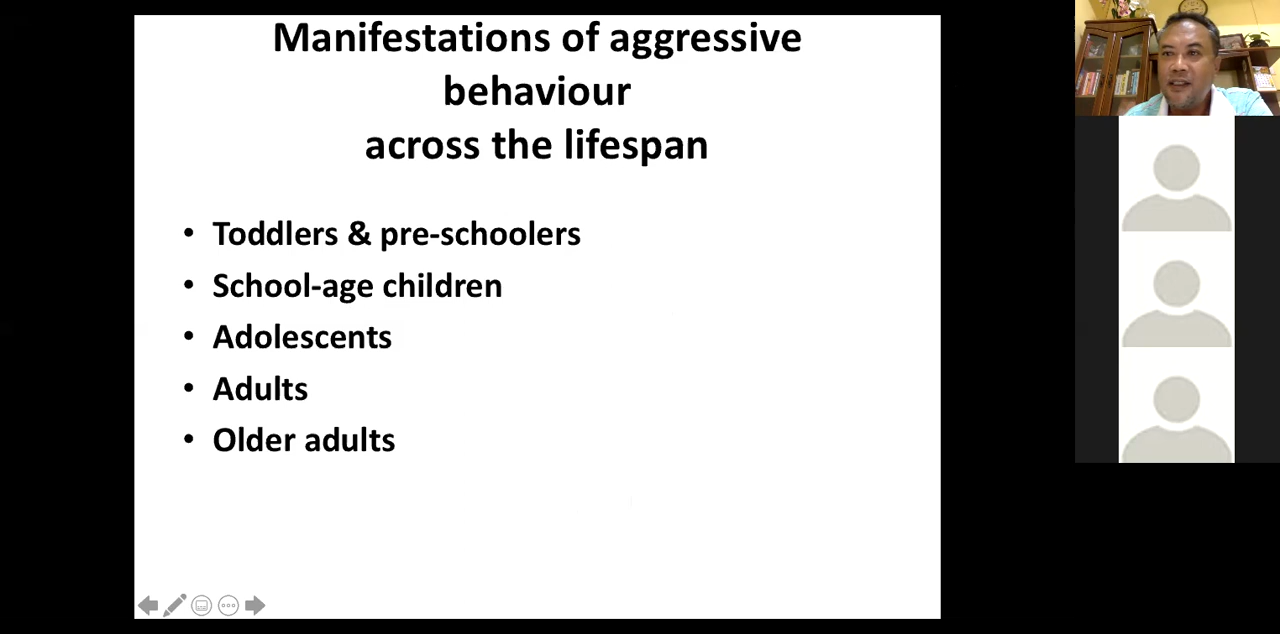 Manifestations of aggressive
behaviour
across the lifespan
• Toddlers & pre-schoolers
• School-age children
• Adolescents
• Adults
• Older adults